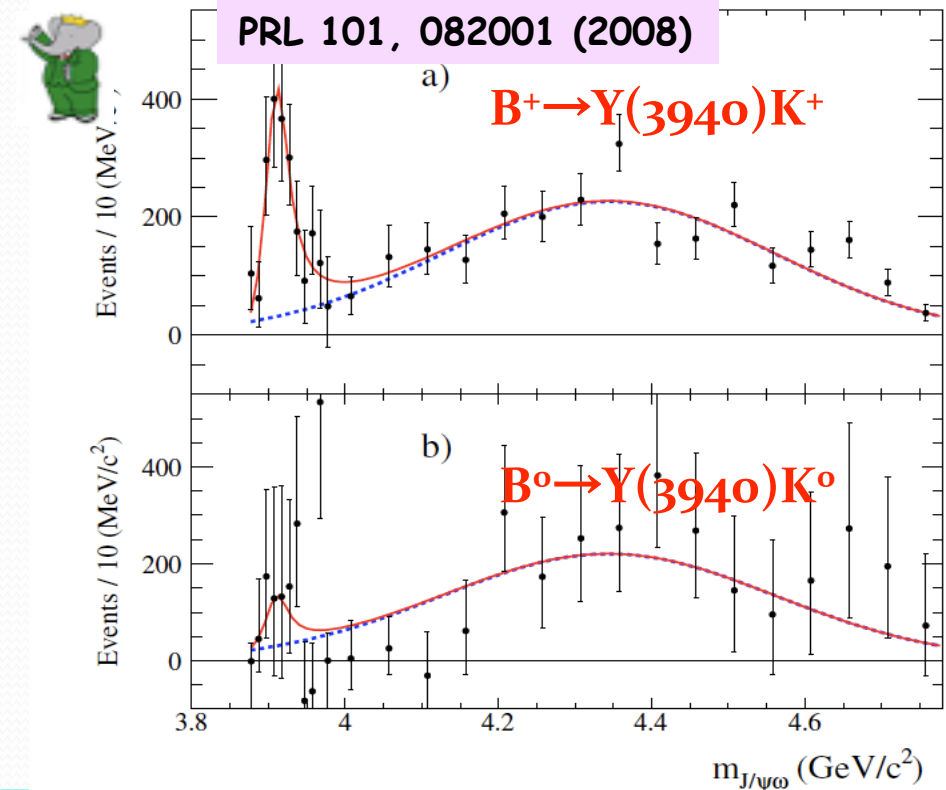 PRL 101, 082001 (2008)
a)
B⁺→Y(3940)K⁺
Events / 10 (MeV
400
200
0
b)
B⁰→Y(3940)K⁰
Events / 10 (MeV/c²)
400
200
0
3.8 4 4.2 4.4 4.6
m_J/ψω (GeV/c²)